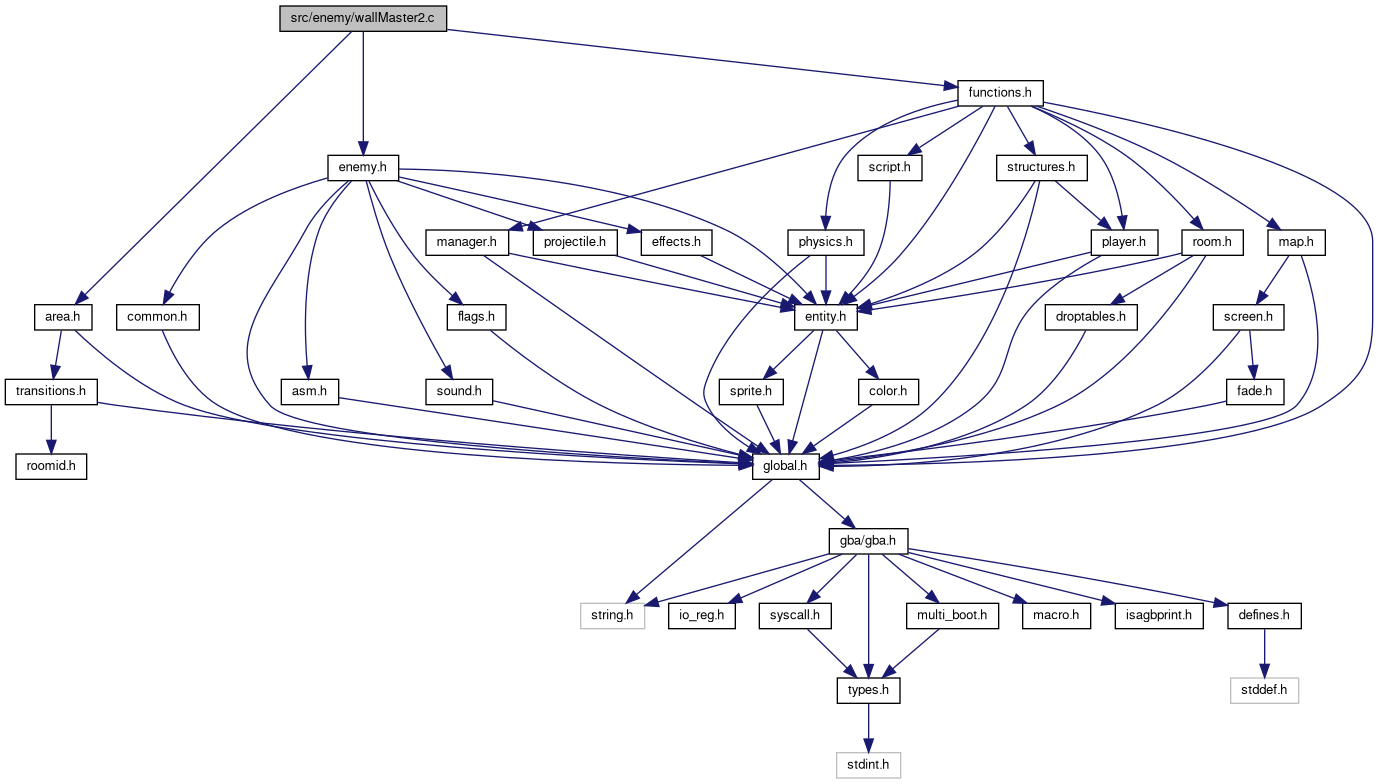 src/enemy/wallMaster2.c
functions.h
enemy.h
script.h
structures.h
manager.h
projectile.h
effects.h
physics.h
player.h
room.h
map.h
area.h
common.h
flags.h
entity.h
droptables.h
screen.h
transitions.h
asm.h
sound.h
sprite.h
color.h
fade.h
roomid.h
global.h
gba/gba.h
string.h
io_reg.h
syscall.h
multi_boot.h
macro.h
isagbprint.h
defines.h
types.h
stddef.h
stdint.h